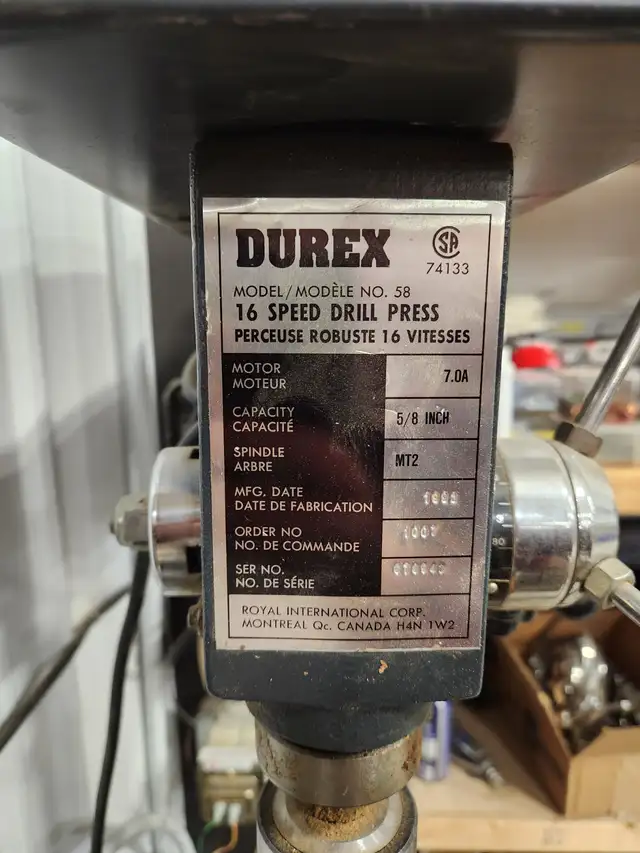 DUREX
CSA
74133
MODEL/MODÈLE NO. 58
16 SPEED DRILL PRESS
PERCEUSE ROBUSTE 16 VITESSES
MOTOR
MOTEUR
7.0A
CAPACITY
CAPACITÉ
5/8 INCH
SPINDLE
ARBRE
MT2
MFG. DATE
DATE DE FABRICATION
ORDER NO
NO. DE COMMANDE
SER NO.
NO. DE SÉRIE
ROYAL INTERNATIONAL CORP.
MONTREAL Qc. CANADA H4N 1W2
80